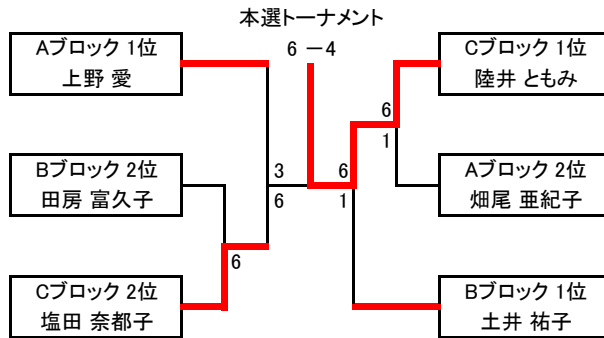 本選トーナメント
6 －4
Aブロック 1位
上野 愛
Cブロック 1位
陸井 ともみ
6
1
Bブロック 2位
田房 富久子
3
6
6
1
Aブロック 2位
畑尾 亜紀子
6
Cブロック 2位
塩田 奈都子
Bブロック 1位
土井 祐子